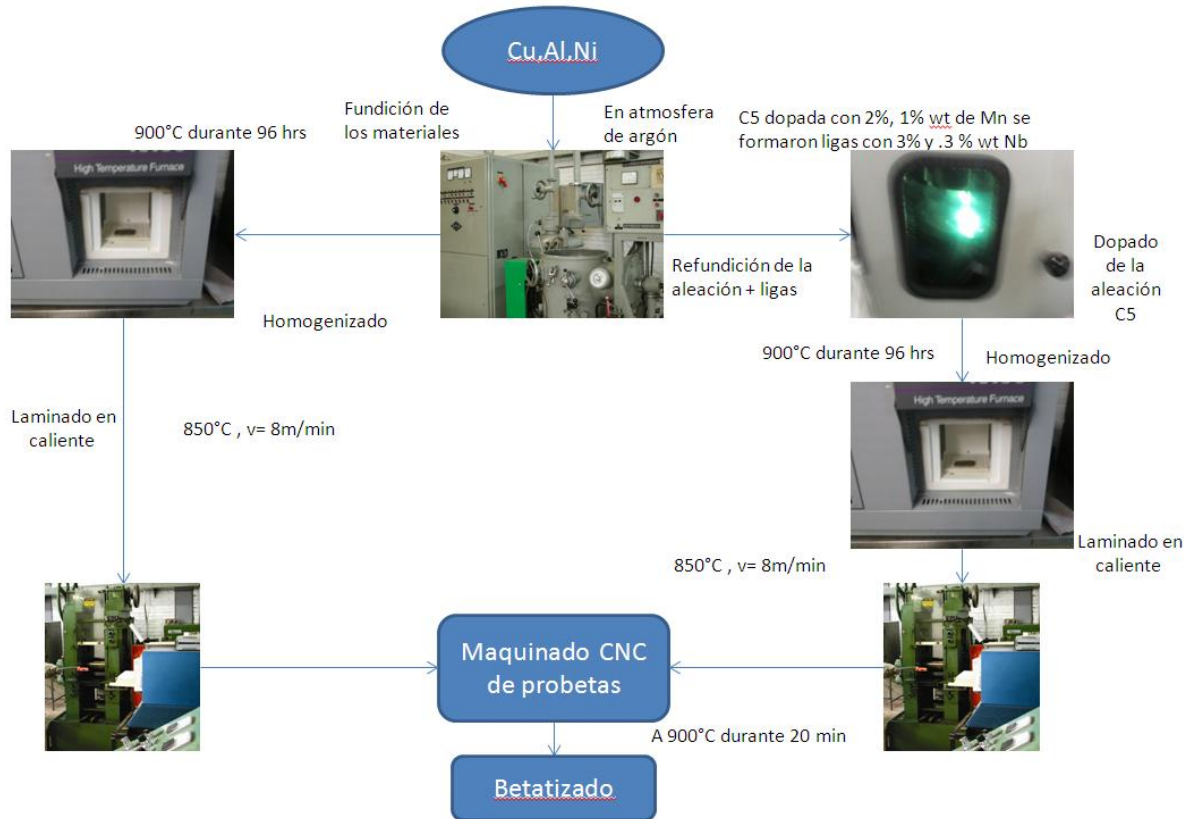 Cu,Al,Ni
Fundición de
los materiales
En atmosfera
de argón
900°C durante 96 hrs
C5 dopada con 2%, 1% wt de Mn se
formaron ligas con 3% y .3 % wt Nb
High Temperature Furnace
Refundición de la
aleación + ligas
Dopado
de la
aleación
C5
Homogenizado
900°C durante 96 hrs
Homogenizado
High Temperature Furnace
Laminado en
caliente
850°C , v= 8m/min
Laminado en
caliente
850°C , v= 8m/min
Maquinado CNC
de probetas
A 900°C durante 20 min
Betatizado